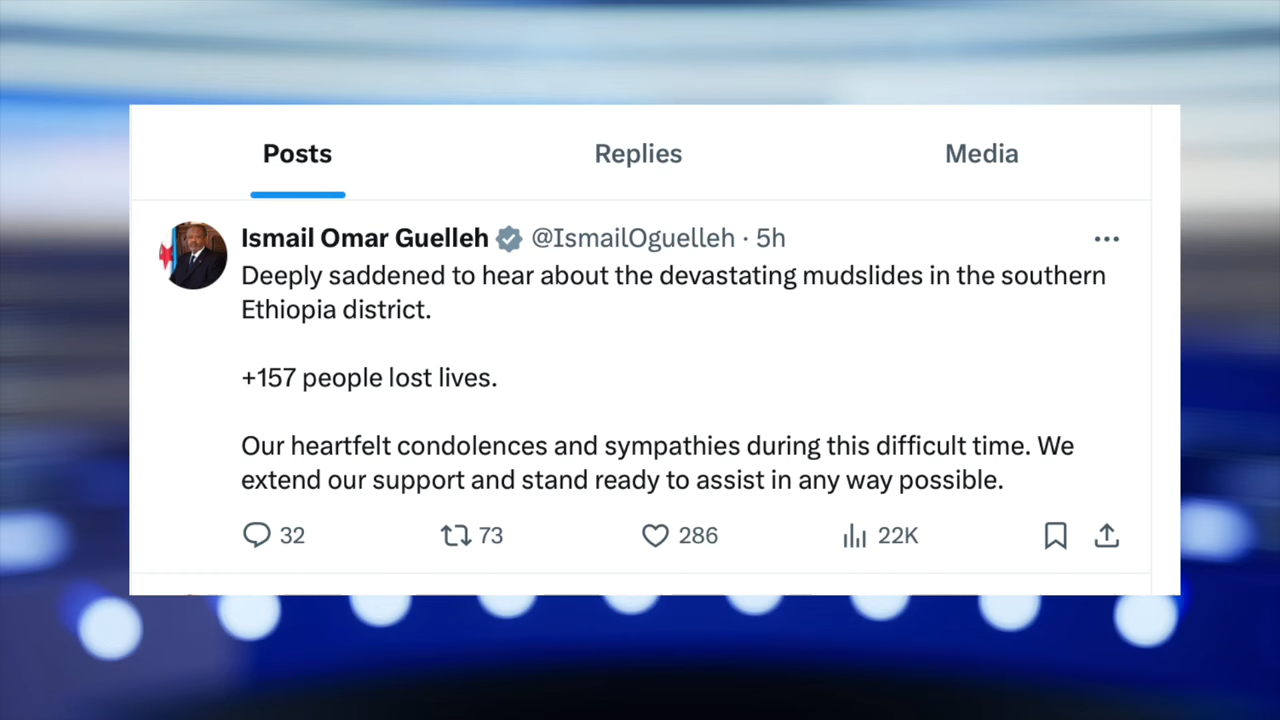 Posts Replies Media
Ismail Omar Guelleh @IsmailOguelleh · 5h
Deeply saddened to hear about the devastating mudslides in the southern
Ethiopia district.
+157 people lost lives.
Our heartfelt condolences and sympathies during this difficult time. We
extend our support and stand ready to assist in any way possible.
32 73 286 22K